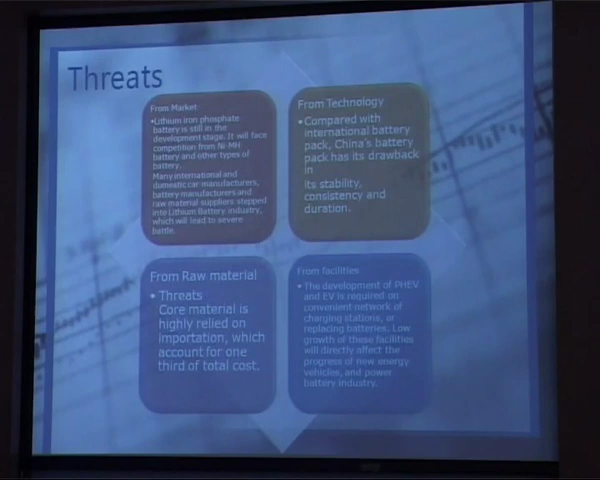 Threats
From Market
•Lithium iron phosphate
battery is still in the
development stage. It will face
competition from Ni-MH
battery and other types of
battery.
Many international and
domestic car manufacturers,
battery manufacturers and
raw material suppliers stepped
into Lithium Battery industry,
which will lead to severe
battle.
From Technology
• Compared with
international battery
pack, China's battery
pack has its drawback
in
its stability,
consistency and
duration.
From Raw material
• Threats
Core material is
highly relied on
importation, which
account for one
third of total cost.
From facilities
• The development of PHEV
and EV is required on
convenient network of
charging stations, or
replacing batteries. Low
growth of these facilities
will directly affect the
progress of new energy
vehicles, and power
battery industry.